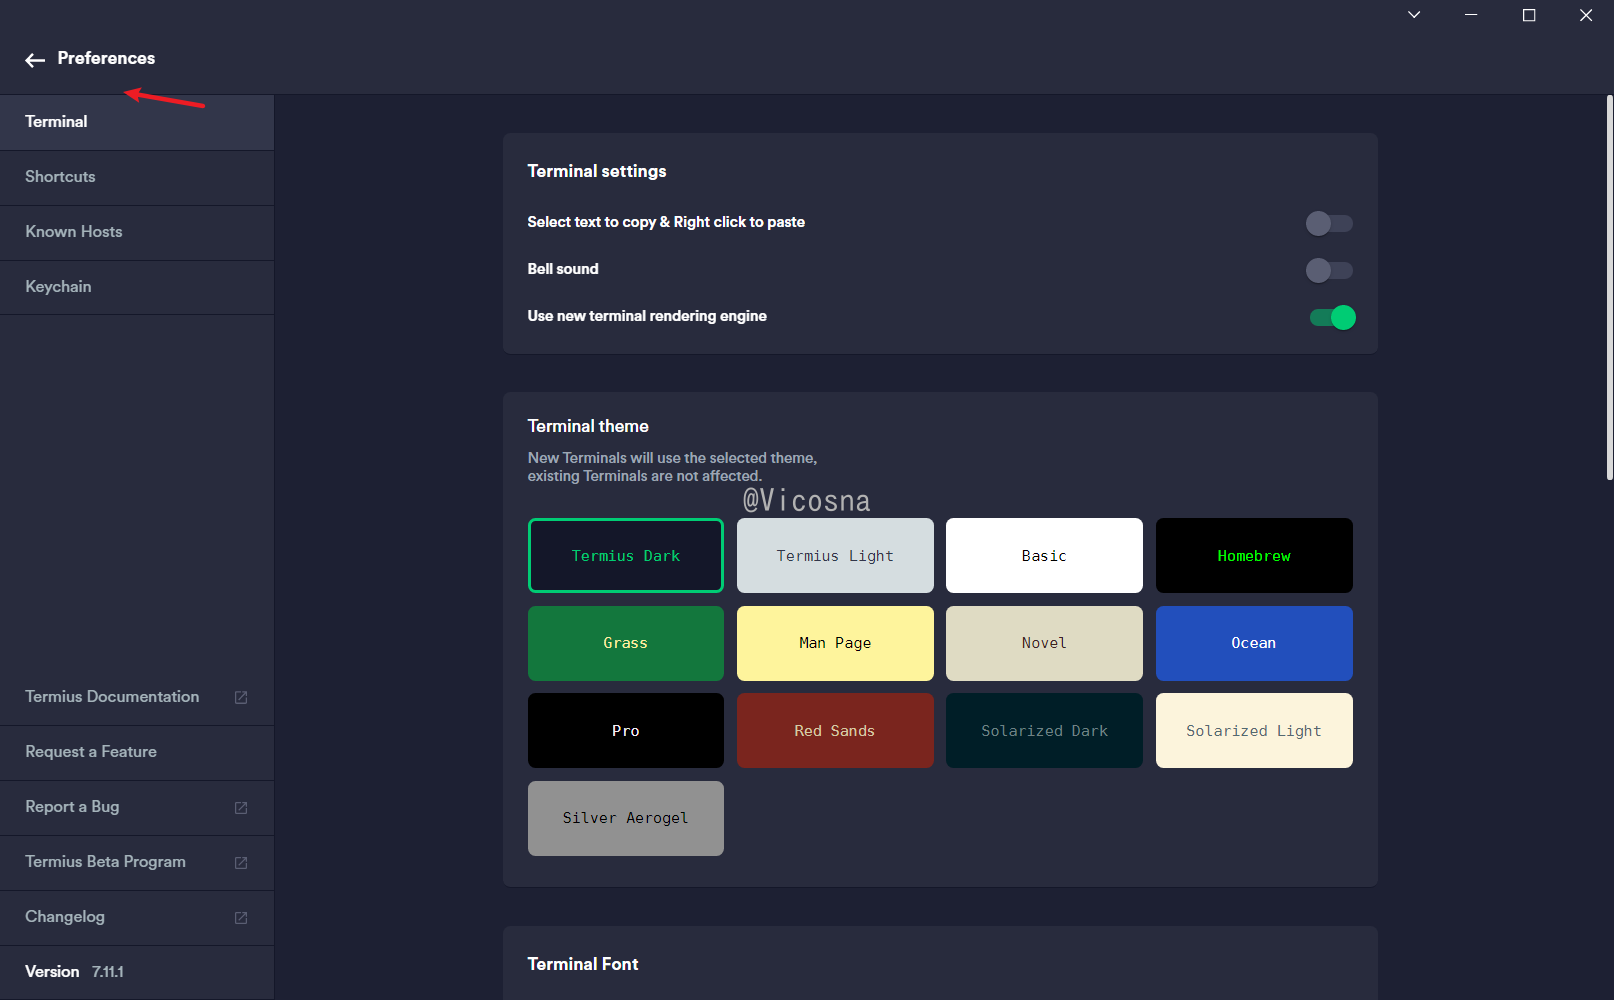 Preferences
Terminal
Shortcuts
Known Hosts
Keychain
Termius Documentation
Request a Feature
Report a Bug
Termius Beta Program
Changelog
Version 7.11.1
Terminal settings
Select text to copy & Right click to paste
Bell sound
Use new terminal rendering engine
Terminal theme
New Terminals will use the selected theme,
existing Terminals are not affected.
@Vicosna
Termius Dark
Termius Light
Basic
Homebrew
Grass
Man Page
Novel
Ocean
Pro
Red Sands
Solarized Dark
Solarized Light
Silver Aerogel
Terminal Font